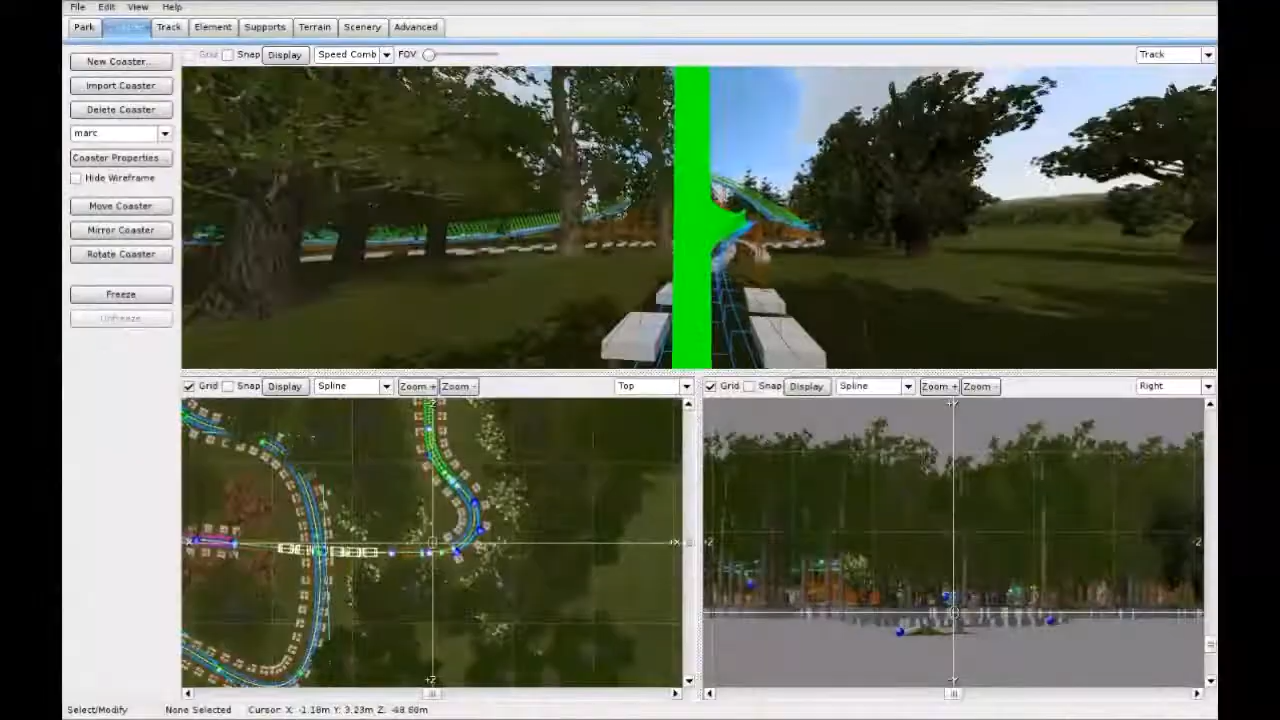 File Edit View Help
Park Track Element Supports Terrain Scenery Advanced
Grid Snap Display Speed Comb FOV Track
New Coaster...
Import Coaster
Delete Coaster
marc
Coaster Properties...
Hide Wireframe
Move Coaster
Mirror Coaster
Rotate Coaster
Freeze
Unfreeze
Grid Snap Display Spline Zoom + Zoom - Top
Grid Snap Display Spline Zoom + Zoom - Right
Select/Modify None Selected Cursor: X: -1.18m Y: 3.23m Z: -48.86m